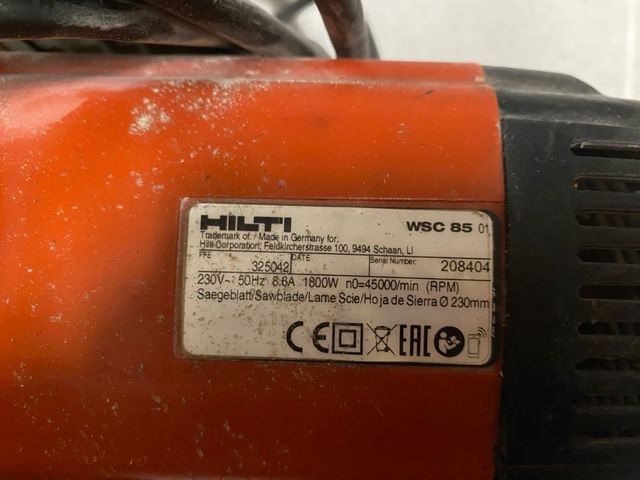 HILTI WSC 85 01
Trademark of: / Made in Germany for:
Hilti Corporation, Feldkircherstrasse 100, 9494 Schaan, LI
DATE Serial Number:
325042 208404
230V~ 50Hz 8.6A 1800W n0=45000/min (RPM)
Saegeblatt/Sawblade/Lame Scie/Hoja de Sierra Ø 230mm
CE EAC